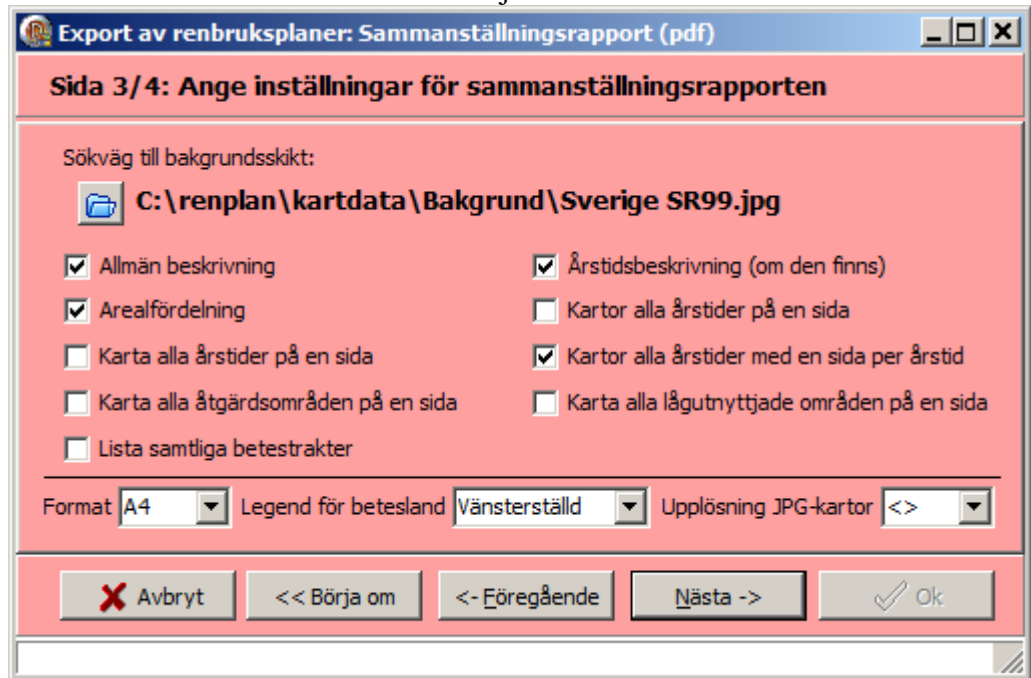 Export av renbruksplaner: Sammanställningsrapport (pdf)
Sida 3/4: Ange inställningar för sammanställningsrapporten
Sökväg till bakgrundsskikt:
C:\renplan\kartdata\Bakgrund\Sverige SR99.jpg
Allmän beskrivning
Årstidsbeskrivning (om den finns)
Arealfördelning
Kartor alla årstider på en sida
Karta alla årstider på en sida
Kartor alla årstider med en sida per årstid
Karta alla åtgärdsområden på en sida
Karta alla lågutnyttjade områden på en sida
Lista samtliga betestrakter
Format A4 Legend för betesland Vänsterställd Upplösning JPG-kartor <>
Avbryt << Börja om <- Föregående Nästa -> Ok